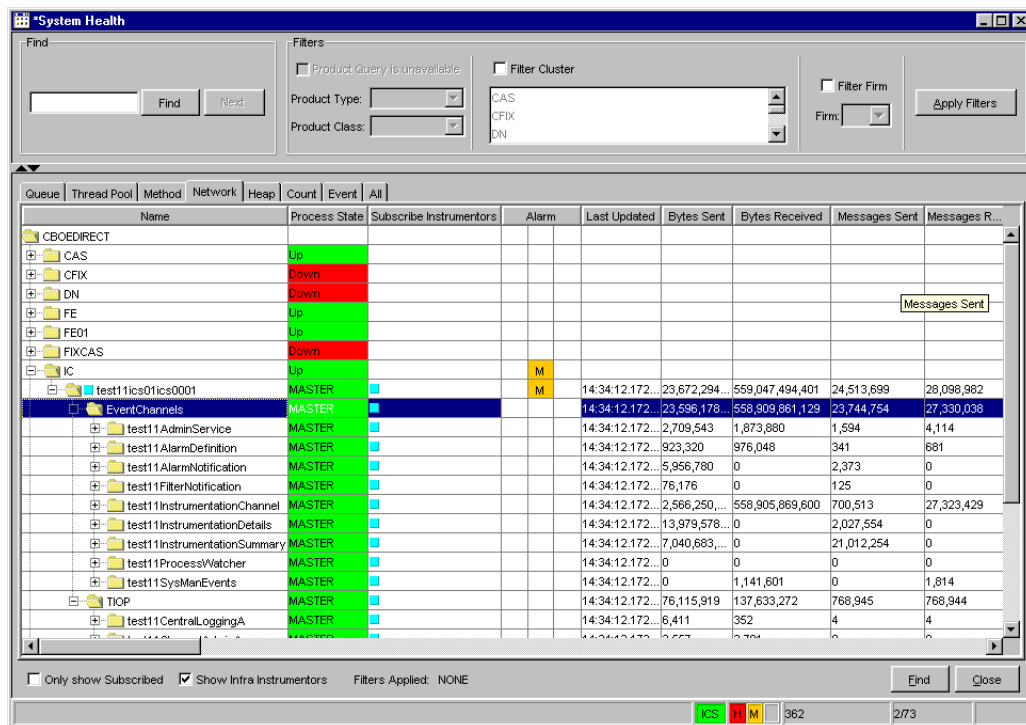 *System Health
Find
Find Next
Filters
Product Query is unavailable
Product Type:
Product Class:
Filter Cluster
CAS
CFIX
DN
Filter Firm
Firm:
Apply Filters
Queue Thread Pool Method Network Heap Count Event All
Name Process State Subscribe Instrumentors Alarm Last Updated Bytes Sent Bytes Received Messages Sent Messages R...
CBOEDIRECT
CAS Up
CFIX Down
DN Down
Messages Sent
FE Up
FE01 Up
FIXCAS Down
IC Up M
test11ics01ics0001 MASTER M 14:34:12.172... 23,672,294... 559,047,494,401 24,513,699 28,098,982
EventChannels MASTER 14:34:12.172... 23,596,178... 558,909,861,129 23,744,754 27,330,038
test11AdminService MASTER 14:34:12.172... 2,709,543 1,873,880 1,594 4,114
test11AlarmDefinition MASTER 14:34:12.172... 923,320 976,048 341 681
test11AlarmNotification MASTER 14:34:12.172... 5,956,780 0 2,373 0
test11FilterNotification MASTER 14:34:12.172... 76,176 0 125 0
test11InstrumentationChannel MASTER 14:34:12.172... 2,566,250,... 558,905,869,600 700,513 27,323,429
test11InstrumentationDetails MASTER 14:34:12.172... 13,979,578... 0 2,027,554 0
test11InstrumentationSummary MASTER 14:34:12.172... 7,040,683,... 0 21,012,254 0
test11ProcessWatcher MASTER 14:34:12.172... 0 0 0 0
test11SysManEvents MASTER 14:34:12.172... 0 1,141,601 0 1,814
TIOP MASTER 14:34:12.172... 76,115,919 137,633,272 768,945 768,944
test11CentralLoggingA MASTER 14:34:12.172... 6,411 352 4 4
Only show Subscribed Show Infra Instrumentors Filters Applied: NONE Find Close
ICS H M 362 2/73